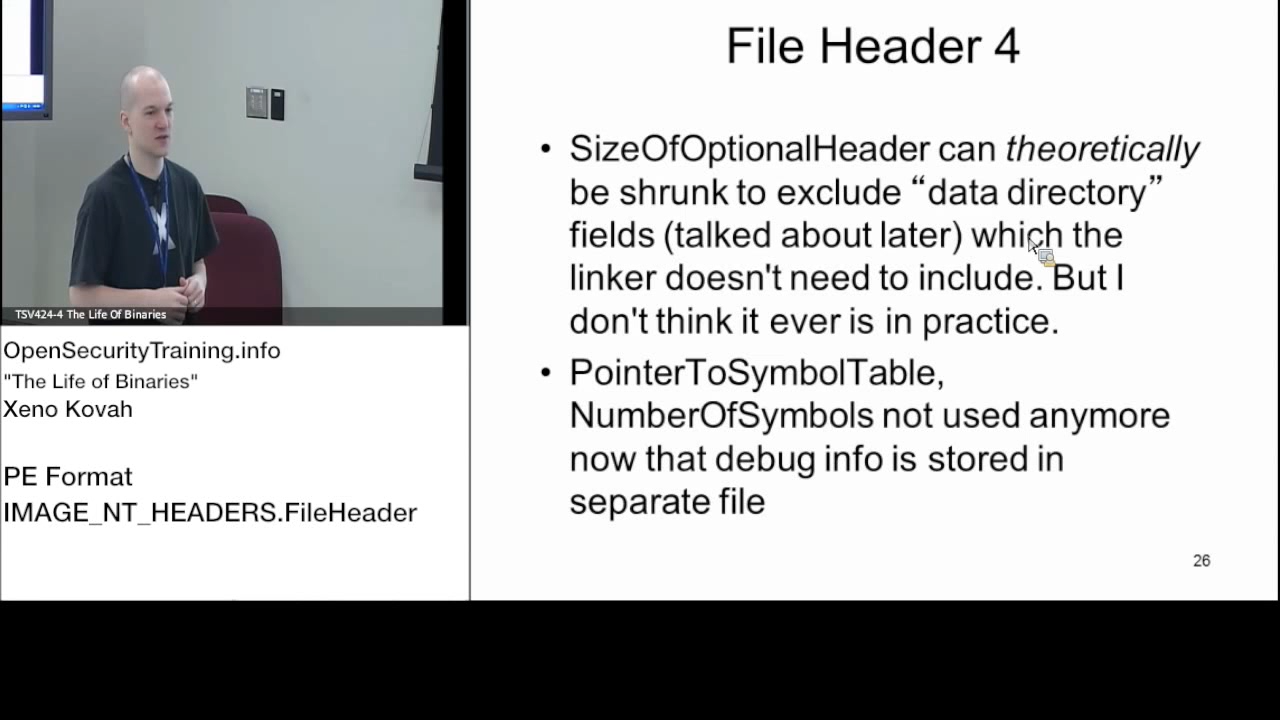 File Header 4
• SizeOfOptionalHeader can theoretically
be shrunk to exclude “data directory”
fields (talked about later) which the
linker doesn't need to include. But I
don't think it ever is in practice.
• PointerToSymbolTable,
NumberOfSymbols not used anymore
now that debug info is stored in
separate file
26
TSV424-4 The Life Of Binaries
OpenSecurityTraining.info
"The Life of Binaries"
Xeno Kovah
PE Format
IMAGE_NT_HEADERS.FileHeader